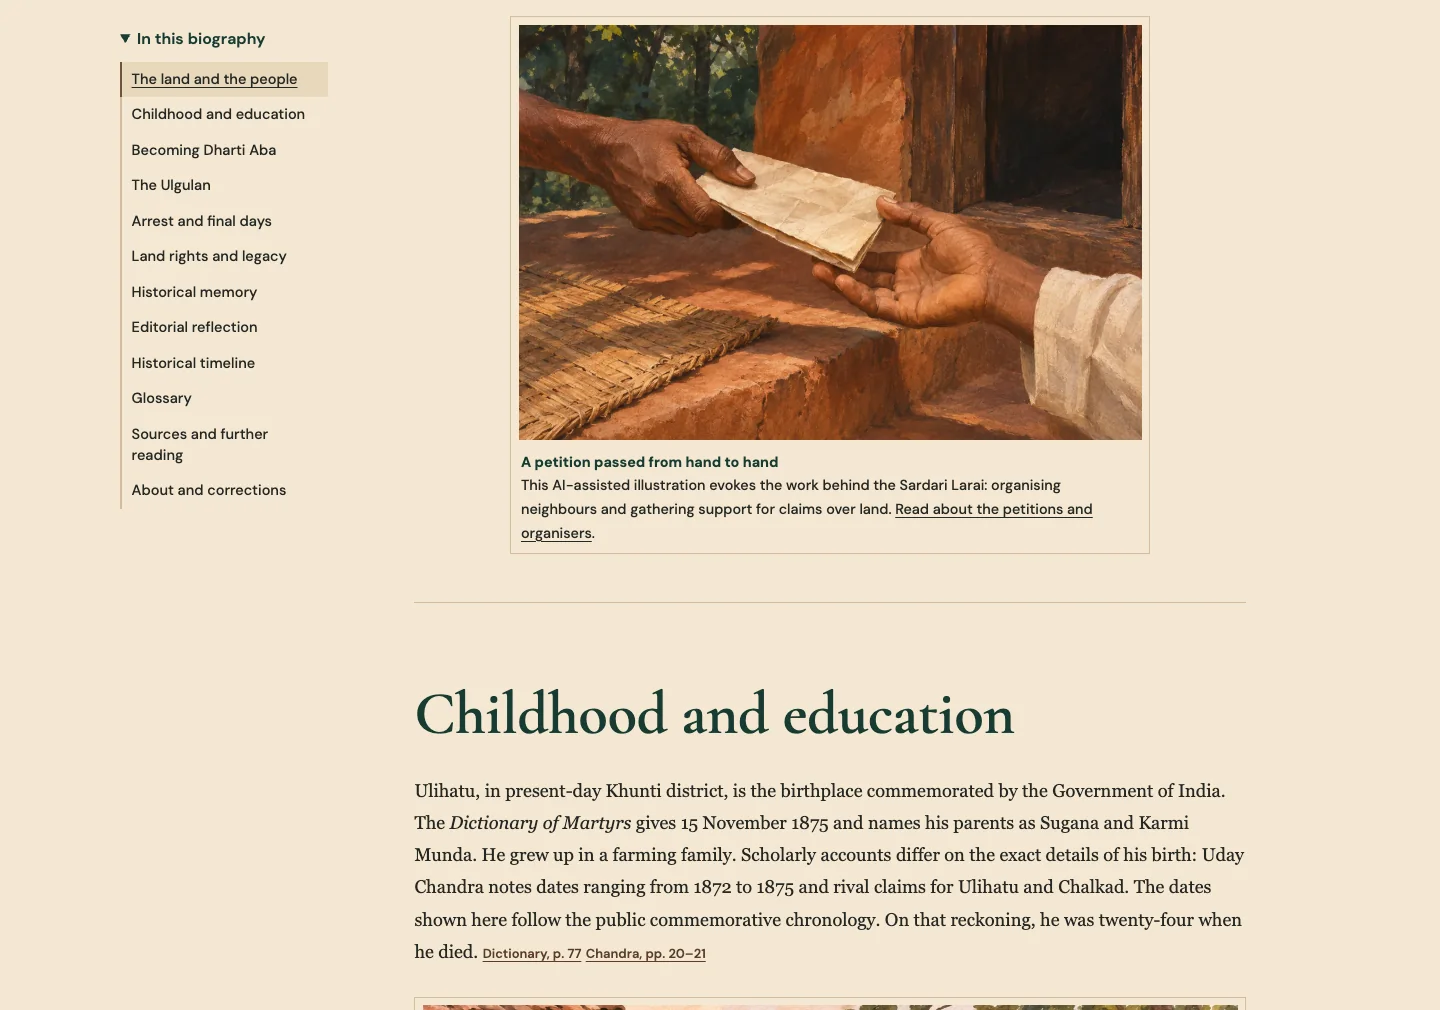 In this biography
The land and the people
Childhood and education
Becoming Dharti Aba
The Ulgulan
Arrest and final days
Land rights and legacy
Historical memory
Editorial reflection
Historical timeline
Glossary
Sources and further
reading
About and corrections
A petition passed from hand to hand
This AI-assisted illustration evokes the work behind the Sardari Larai: organising
neighbours and gathering support for claims over land. Read about the petitions and
organisers.
Childhood and education
Ulihatu, in present-day Khunti district, is the birthplace commemorated by the Government of India.
The Dictionary of Martyrs gives 15 November 1875 and names his parents as Sugana and Karmi
Munda. He grew up in a farming family. Scholarly accounts differ on the exact details of his birth: Uday
Chandra notes dates ranging from 1872 to 1875 and rival claims for Ulihatu and Chalkad. The dates
shown here follow the public commemorative chronology. On that reckoning, he was twenty-four when
he died. Dictionary, p. 77 Chandra, pp. 20–21